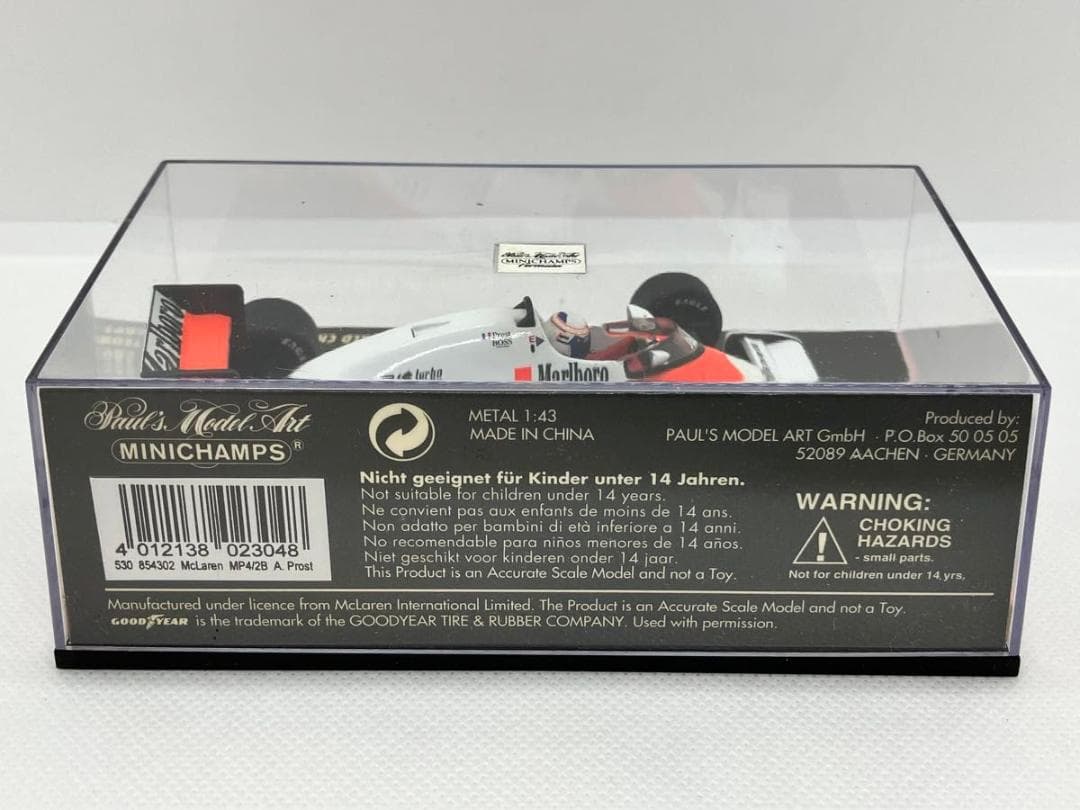 Paul's Model Art
MINICHAMPS
Marlboro
EAGLE
Prost
BOSS
turbo
Marlboro
Paul's Model Art
MINICHAMPS®
METAL 1:43
MADE IN CHINA
Produced by:
PAUL'S MODEL ART GmbH · P.O.Box 50 05 05
52089 AACHEN · GERMANY
4 012138 023048
530 854302 McLaren MP4/2B A. Prost
Nicht geeignet für Kinder unter 14 Jahren.
Not suitable for children under 14 years.
Ne convient pas aux enfants de moins de 14 ans.
Non adatto per bambini di età inferiore a 14 anni.
No recomendable para niños menores de 14 años.
Niet geschikt voor kinderen onder 14 jaar.
This Product is an Accurate Scale Model and not a Toy.
WARNING:
CHOKING
HAZARDS
- small parts.
Not for children under 14 yrs.
Manufactured under licence from McLaren International Limited. The Product is an Accurate Scale Model and not a Toy.
GOODYEAR is the trademark of the GOODYEAR TIRE & RUBBER COMPANY. Used with permission.